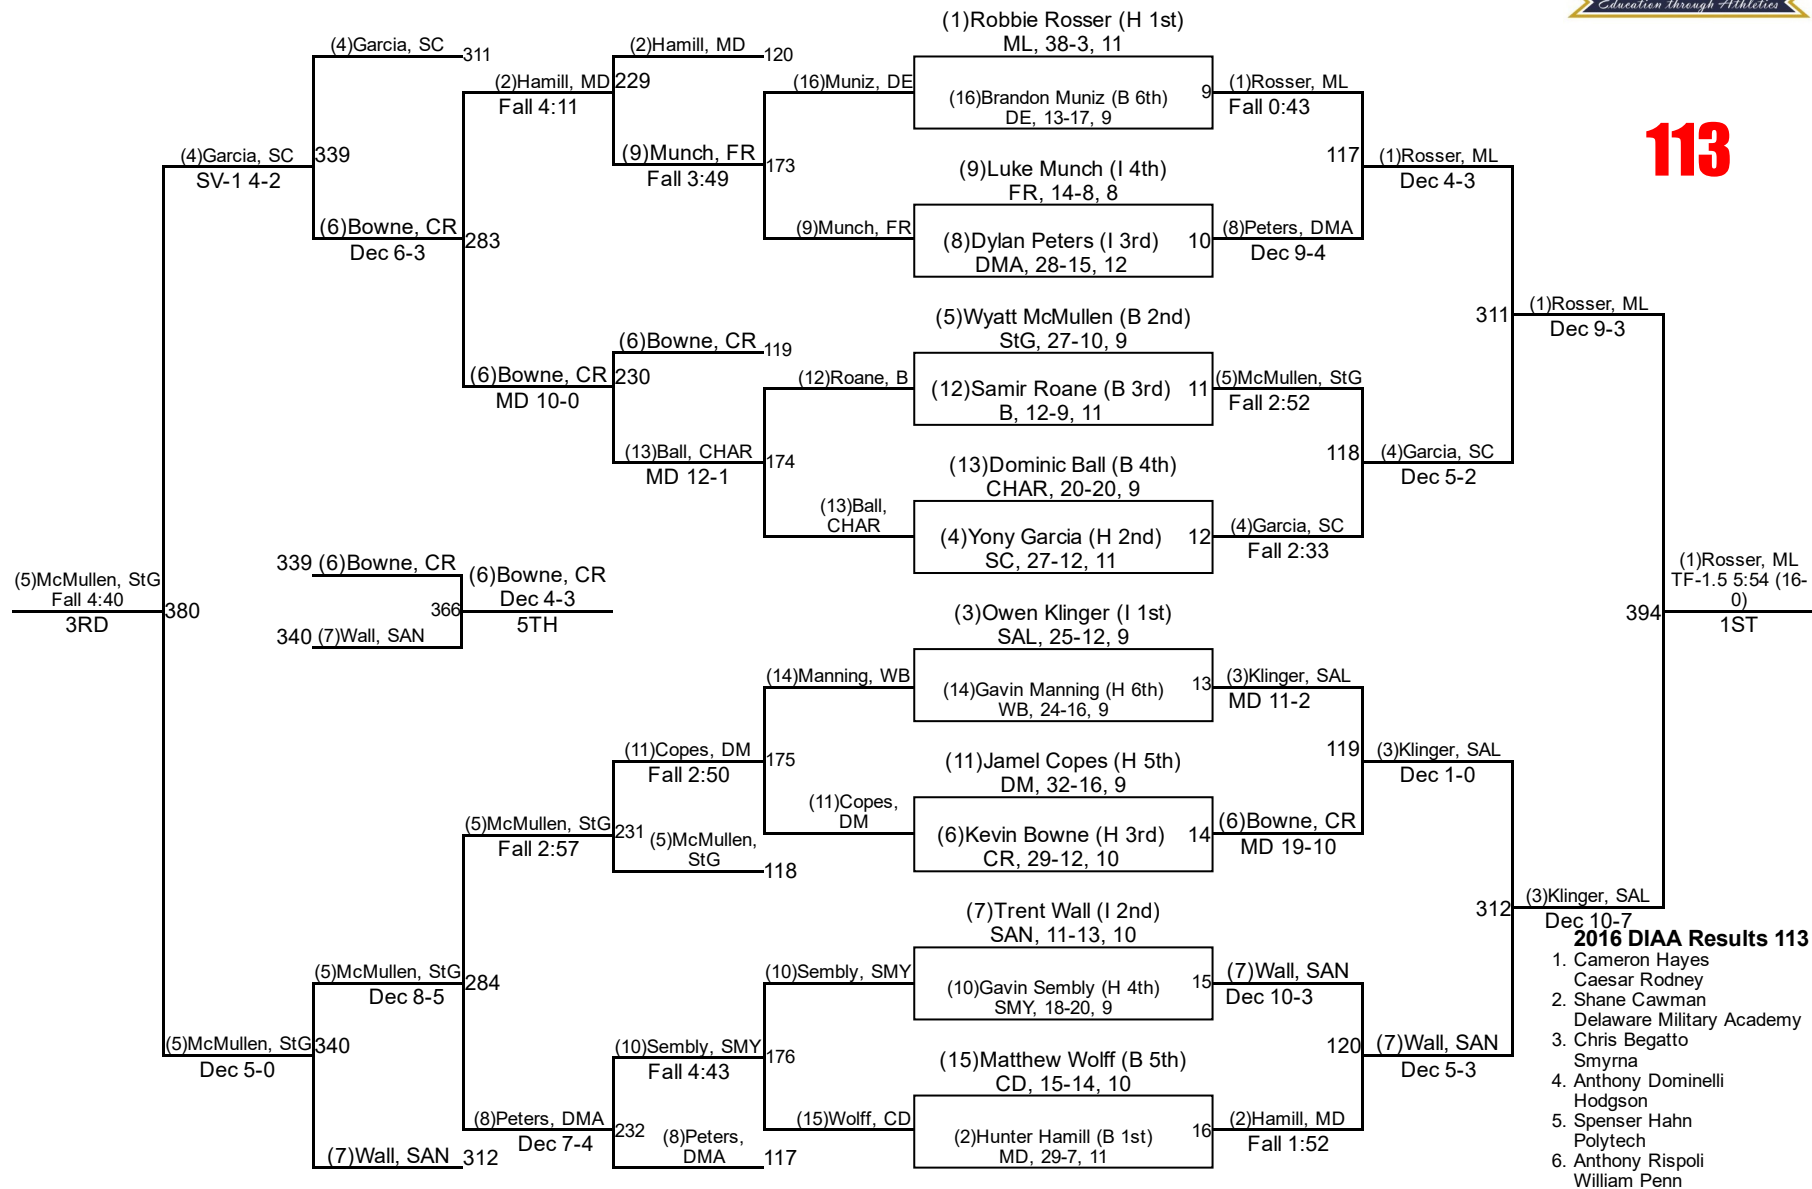 Education through Athletics
113
(4)Garcia, SC
311
(4)Garcia, SC
SV-1 4-2
339
(6)Bowne, CR
Dec 6-3
283
(2)Hamill, MD
Fall 4:11
229
(2)Hamill, MD
120
(9)Munch, FR
Fall 3:49
173
(16)Muniz, DE
(9)Munch, FR
(6)Bowne, CR
MD 10-0
230
(6)Bowne, CR
119
(13)Ball, CHAR
MD 12-1
174
(12)Roane, B
(13)Ball,
CHAR
(5)McMullen, StG
Fall 4:40
3RD
380
339
(6)Bowne, CR
340
(7)Wall, SAN
366
(6)Bowne, CR
Dec 4-3
5TH
(14)Manning, WB
(11)Copes, DM
Fall 2:50
175
(11)Copes,
DM
(5)McMullen, StG
Fall 2:57
231
(5)McMullen,
StG
118
(5)McMullen, StG
Dec 8-5
284
(5)McMullen, StG
Dec 5-0
340
(10)Sembly, SMY
(10)Sembly, SMY
Fall 4:43
176
(15)Wolff, CD
(8)Peters, DMA
Dec 7-4
232
(8)Peters,
DMA
117
(7)Wall, SAN
312
(1)Robbie Rosser (H 1st)
ML, 38-3, 11
(16)Brandon Muniz (B 6th)
DE, 13-17, 9
9
(9)Luke Munch (I 4th)
FR, 14-8, 8
(8)Dylan Peters (I 3rd)
DMA, 28-15, 12
10
(5)Wyatt McMullen (B 2nd)
StG, 27-10, 9
(12)Samir Roane (B 3rd)
B, 12-9, 11
11
(13)Dominic Ball (B 4th)
CHAR, 20-20, 9
(4)Yony Garcia (H 2nd)
SC, 27-12, 11
12
(3)Owen Klinger (I 1st)
SAL, 25-12, 9
(14)Gavin Manning (H 6th)
WB, 24-16, 9
13
(11)Jamel Copes (H 5th)
DM, 32-16, 9
(6)Kevin Bowne (H 3rd)
CR, 29-12, 10
14
(7)Trent Wall (I 2nd)
SAN, 11-13, 10
(10)Gavin Sembly (H 4th)
SMY, 18-20, 9
15
(15)Matthew Wolff (B 5th)
CD, 15-14, 10
(2)Hunter Hamill (B 1st)
MD, 29-7, 11
16
(1)Rosser, ML
Fall 0:43
117
(8)Peters, DMA
Dec 9-4
(1)Rosser, ML
Dec 4-3
(5)McMullen, StG
Fall 2:52
118
(4)Garcia, SC
Fall 2:33
(4)Garcia, SC
Dec 5-2
311
(1)Rosser, ML
Dec 9-3
(3)Klinger, SAL
MD 11-2
119
(6)Bowne, CR
MD 19-10
(3)Klinger, SAL
Dec 1-0
(7)Wall, SAN
Dec 10-3
120
(2)Hamill, MD
Fall 1:52
(7)Wall, SAN
Dec 5-3
312
(3)Klinger, SAL
Dec 10-7
394
(1)Rosser, ML
TF-1.5 5:54 (16-
0)
1ST
2016 DIAA Results 113
1. Cameron Hayes
Caesar Rodney
2. Shane Cawman
Delaware Military Academy
3. Chris Begatto
Smyrna
4. Anthony Dominelli
Hodgson
5. Spenser Hahn
Polytech
6. Anthony Rispoli
William Penn